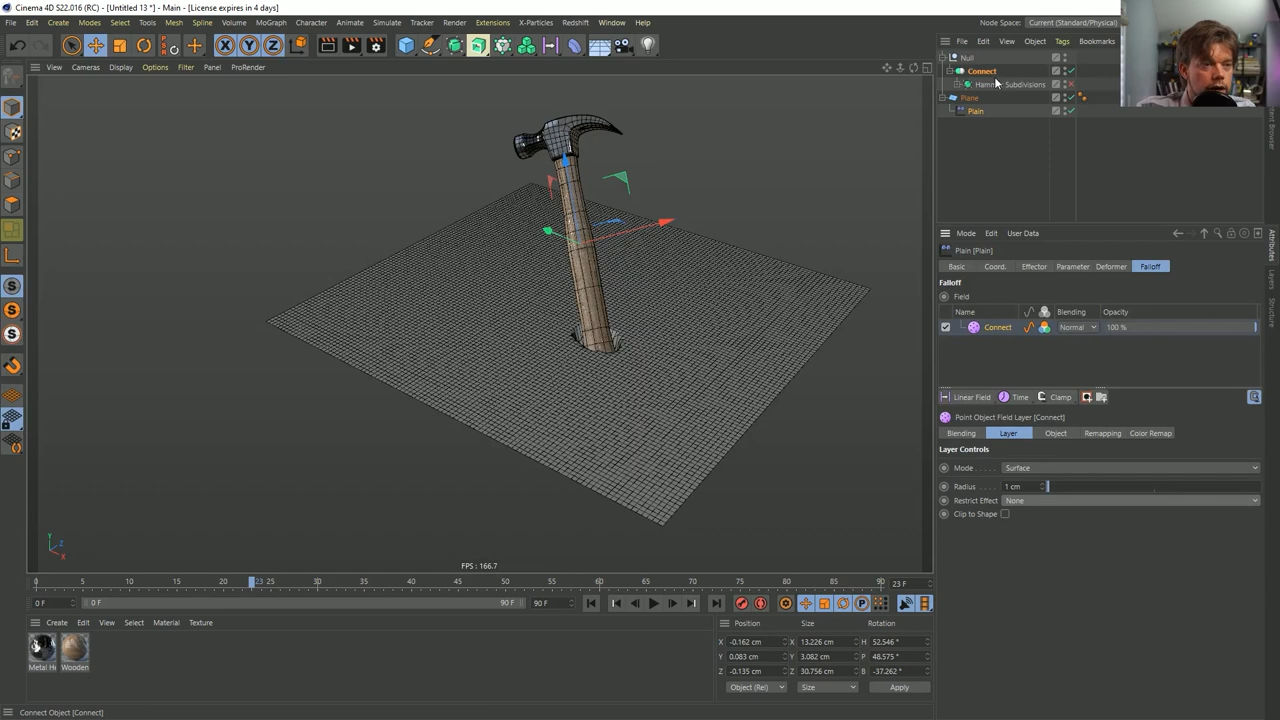 Cinema 4D S22.016 (RC) - [Untitled 13 *] - Main - [License expires in 4 days]
File Edit Create Modes Select Tools Mesh Spline Volume MoGraph Character Animate Simulate Tracker Render Extensions X-Particles Redshift Window Help Node Space: Current (Standard/Physical)
File Edit View Object Tags Bookmarks
View Cameras Display Options Filter Panel ProRender
Null
Connect
Subdivisions
Plane
Plain
Mode Edit User Data
Plain [Plain]
Basic Coord. Effector Parameter Deformer Falloff
Falloff
Field
Name Blending Opacity
Connect Normal 100 %
Linear Field Time Clamp
Point Object Field Layer [Connect]
Blending Layer Object Remapping Color Remap
Layer Controls
Mode Surface
Radius 1 cm
Restrict Effect None
Clip to Shape
Attributes
Layers
Structure
Y
Z
X
FPS : 166.7
0 5 10 15 20 23 25 30 35 40 45 50 55 60 65 70 75 80 85 90 23 F
0 F 0 F 90 F 90 F
Create Edit View Select Material Texture
Metal H Wooden
Position Size Rotation
X -0.162 cm X 13.226 cm H 52.546 °
Y 0.083 cm Y 3.082 cm P 48.575 °
Z -0.135 cm Z 30.756 cm B -37.262 °
Object (Rel) Size Apply
Connect Object [Connect]